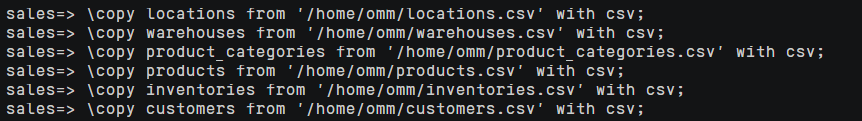 sales=> \copy locations from '/home/omm/locations.csv' with csv;
sales=> \copy warehouses from '/home/omm/warehouses.csv' with csv;
sales=> \copy product_categories from '/home/omm/product_categories.csv' with csv;
sales=> \copy products from '/home/omm/products.csv' with csv;
sales=> \copy inventories from '/home/omm/inventories.csv' with csv;
sales=> \copy customers from '/home/omm/customers.csv' with csv;